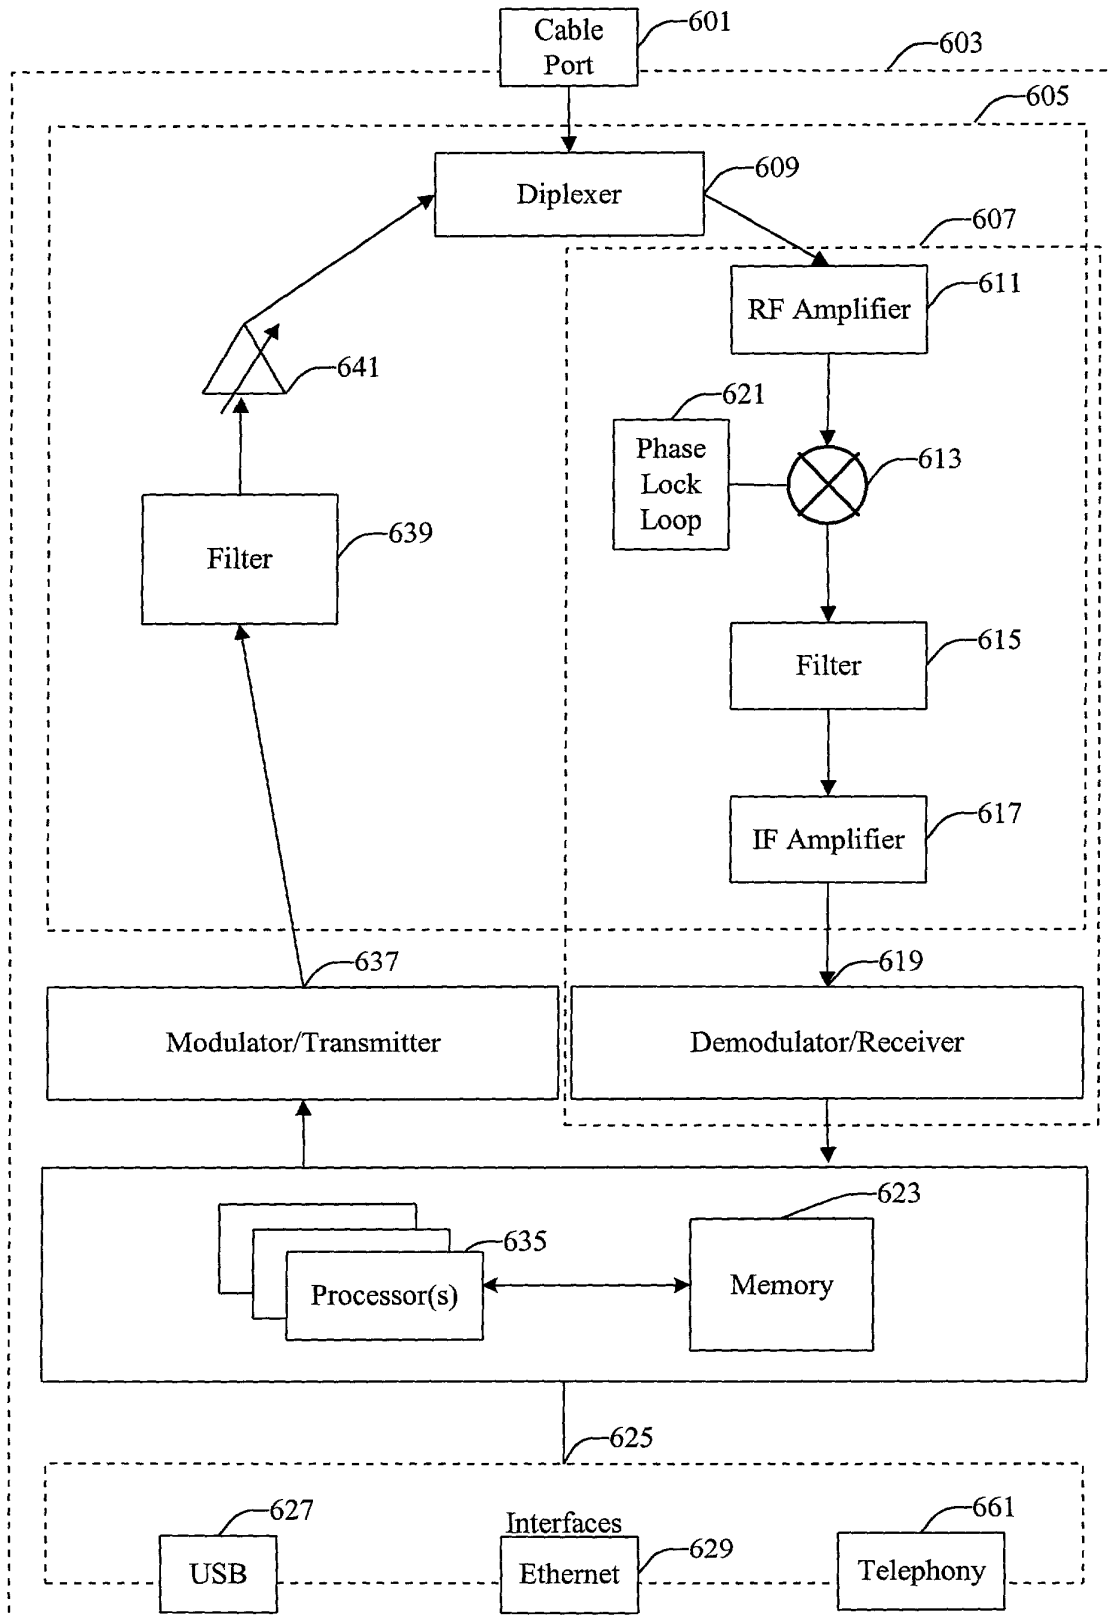 Cable
Port
601
603
605
Diplexer
609
607
RF Amplifier
611
641
621
Phase
Lock
Loop
613
Filter
639
Filter
615
IF Amplifier
617
637
619
Modulator/Transmitter
Demodulator/Receiver
623
635
Processor(s)
Memory
625
627
Interfaces
661
USB
Ethernet
629
Telephony